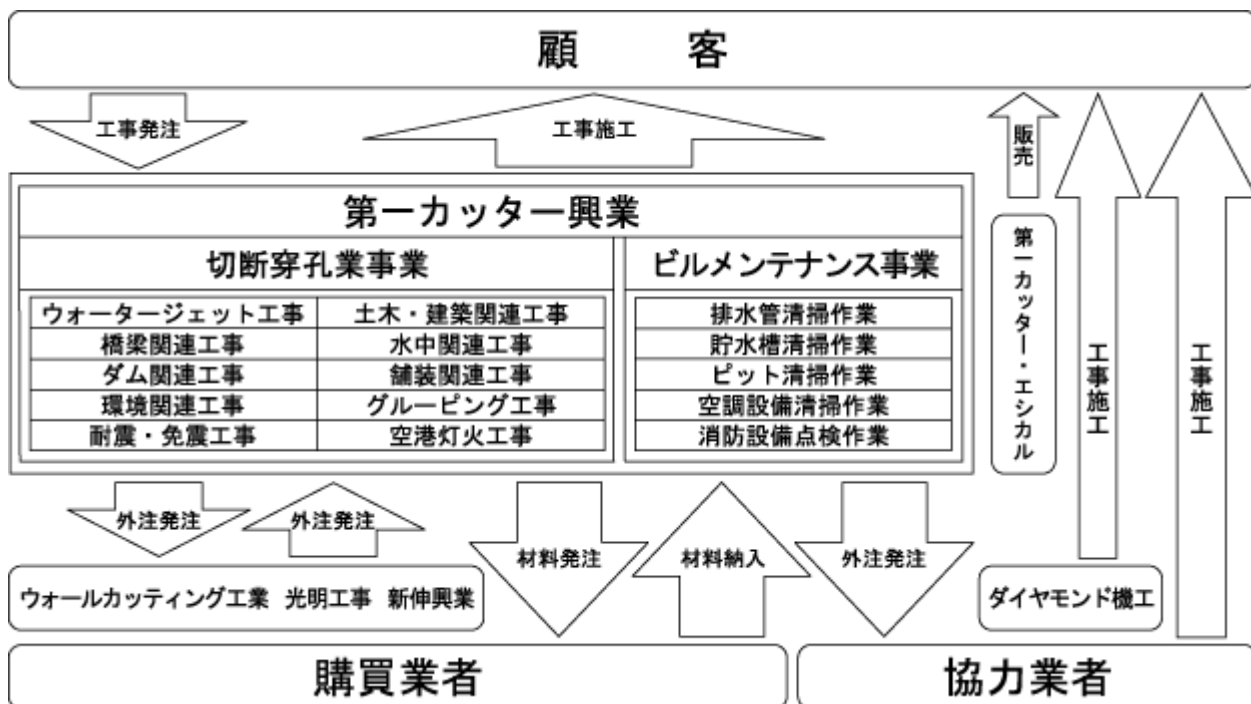 顧客
工事発注
工事施工
販売
第一カッター興業
切断穿孔業事業
ビルメンテナンス事業
ウォータージェット工事
土木・建築関連工事
排水管清掃作業
橋梁関連工事
水中関連工事
貯水槽清掃作業
ダム関連工事
舗装関連工事
ピット清掃作業
環境関連工事
グルービング工事
空調設備清掃作業
耐震・免震工事
空港灯火工事
消防設備点検作業
第一カッター・エシカル
工事施工
工事施工
外注発注
外注発注
材料発注
材料納入
外注発注
ウォールカッティング工業 光明工事 新伸興業
ダイヤモンド機工
購買業者
協力業者